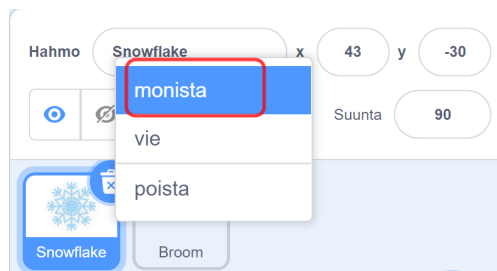 Hahmo Snowflake x 43 y -30
monista
Suunta 90
vie
poista
Snowflake Broom